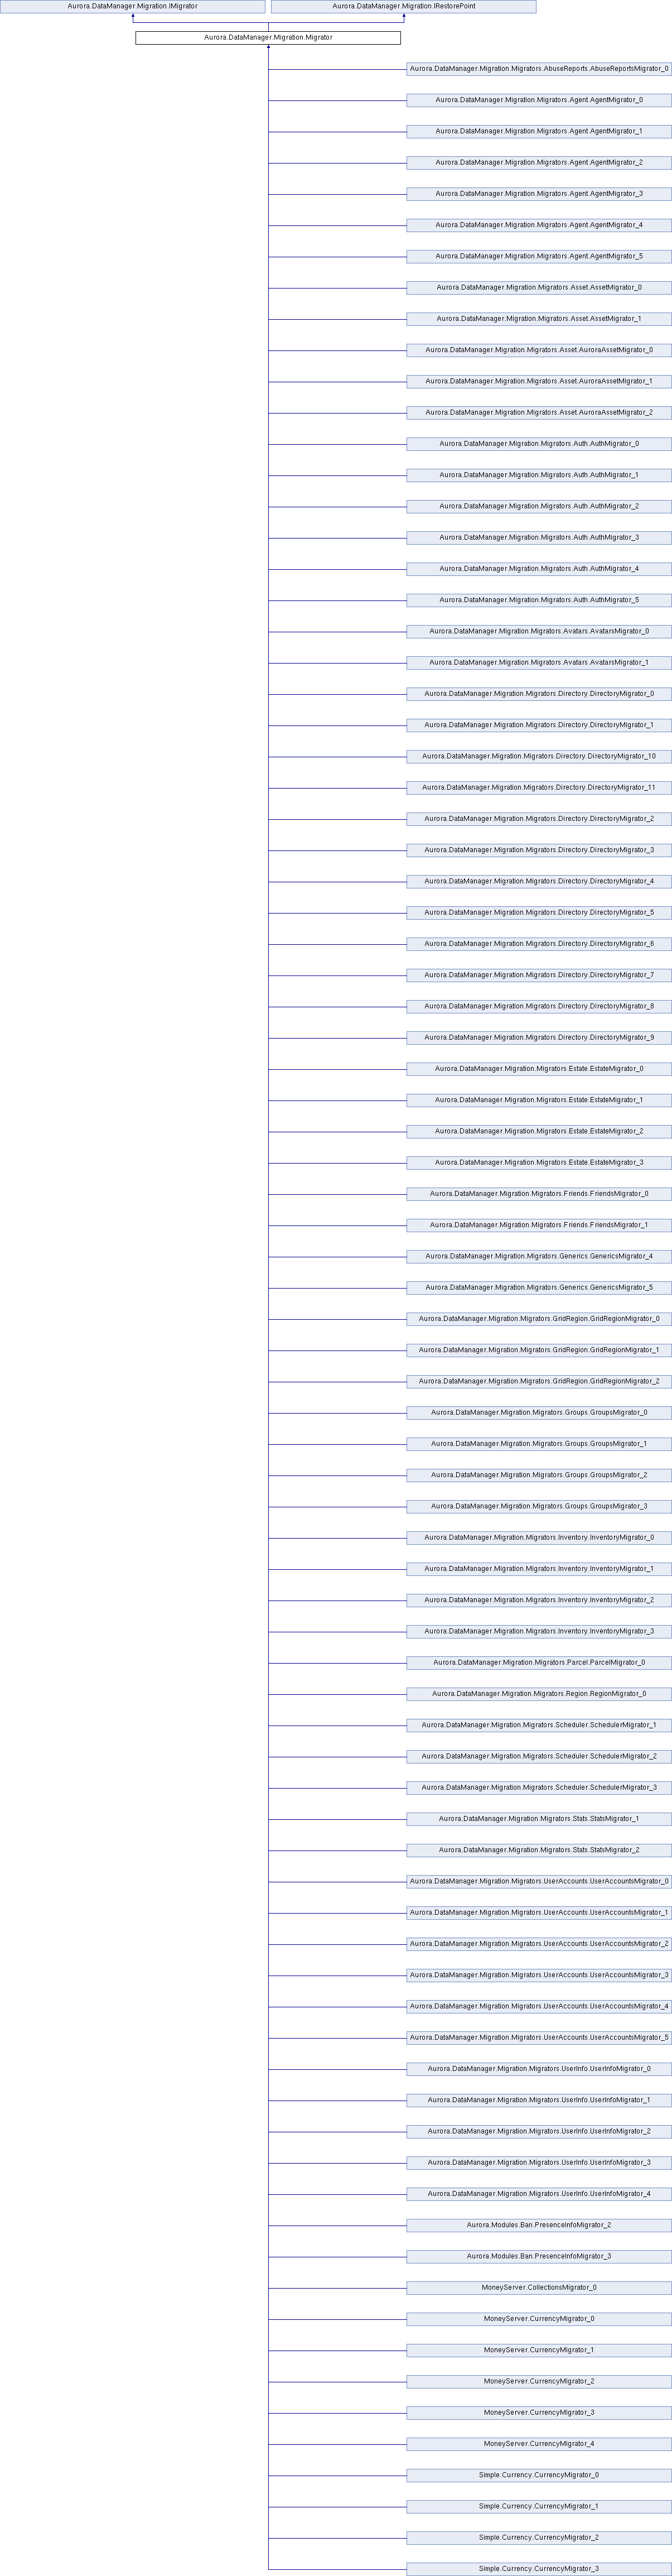 Aurora.DataManager.Migration.IMigrator
Aurora.DataManager.Migration.IRestorePoint
Aurora.DataManager.Migration.Migrator
Aurora.DataManager.Migration.Migrators.AbuseReports.AbuseReportsMigrator_0
Aurora.DataManager.Migration.Migrators.Agent.AgentMigrator_0
Aurora.DataManager.Migration.Migrators.Agent.AgentMigrator_1
Aurora.DataManager.Migration.Migrators.Agent.AgentMigrator_2
Aurora.DataManager.Migration.Migrators.Agent.AgentMigrator_3
Aurora.DataManager.Migration.Migrators.Agent.AgentMigrator_4
Aurora.DataManager.Migration.Migrators.Agent.AgentMigrator_5
Aurora.DataManager.Migration.Migrators.Asset.AssetMigrator_0
Aurora.DataManager.Migration.Migrators.Asset.AssetMigrator_1
Aurora.DataManager.Migration.Migrators.Asset.AuroraAssetMigrator_0
Aurora.DataManager.Migration.Migrators.Asset.AuroraAssetMigrator_1
Aurora.DataManager.Migration.Migrators.Asset.AuroraAssetMigrator_2
Aurora.DataManager.Migration.Migrators.Auth.AuthMigrator_0
Aurora.DataManager.Migration.Migrators.Auth.AuthMigrator_1
Aurora.DataManager.Migration.Migrators.Auth.AuthMigrator_2
Aurora.DataManager.Migration.Migrators.Auth.AuthMigrator_3
Aurora.DataManager.Migration.Migrators.Auth.AuthMigrator_4
Aurora.DataManager.Migration.Migrators.Auth.AuthMigrator_5
Aurora.DataManager.Migration.Migrators.Avatars.AvatarsMigrator_0
Aurora.DataManager.Migration.Migrators.Avatars.AvatarsMigrator_1
Aurora.DataManager.Migration.Migrators.Directory.DirectoryMigrator_0
Aurora.DataManager.Migration.Migrators.Directory.DirectoryMigrator_1
Aurora.DataManager.Migration.Migrators.Directory.DirectoryMigrator_10
Aurora.DataManager.Migration.Migrators.Directory.DirectoryMigrator_11
Aurora.DataManager.Migration.Migrators.Directory.DirectoryMigrator_2
Aurora.DataManager.Migration.Migrators.Directory.DirectoryMigrator_3
Aurora.DataManager.Migration.Migrators.Directory.DirectoryMigrator_4
Aurora.DataManager.Migration.Migrators.Directory.DirectoryMigrator_5
Aurora.DataManager.Migration.Migrators.Directory.DirectoryMigrator_6
Aurora.DataManager.Migration.Migrators.Directory.DirectoryMigrator_7
Aurora.DataManager.Migration.Migrators.Directory.DirectoryMigrator_8
Aurora.DataManager.Migration.Migrators.Directory.DirectoryMigrator_9
Aurora.DataManager.Migration.Migrators.Estate.EstateMigrator_0
Aurora.DataManager.Migration.Migrators.Estate.EstateMigrator_1
Aurora.DataManager.Migration.Migrators.Estate.EstateMigrator_2
Aurora.DataManager.Migration.Migrators.Estate.EstateMigrator_3
Aurora.DataManager.Migration.Migrators.Friends.FriendsMigrator_0
Aurora.DataManager.Migration.Migrators.Friends.FriendsMigrator_1
Aurora.DataManager.Migration.Migrators.Generics.GenericsMigrator_4
Aurora.DataManager.Migration.Migrators.Generics.GenericsMigrator_5
Aurora.DataManager.Migration.Migrators.GridRegion.GridRegionMigrator_0
Aurora.DataManager.Migration.Migrators.GridRegion.GridRegionMigrator_1
Aurora.DataManager.Migration.Migrators.GridRegion.GridRegionMigrator_2
Aurora.DataManager.Migration.Migrators.Groups.GroupsMigrator_0
Aurora.DataManager.Migration.Migrators.Groups.GroupsMigrator_1
Aurora.DataManager.Migration.Migrators.Groups.GroupsMigrator_2
Aurora.DataManager.Migration.Migrators.Groups.GroupsMigrator_3
Aurora.DataManager.Migration.Migrators.Inventory.InventoryMigrator_0
Aurora.DataManager.Migration.Migrators.Inventory.InventoryMigrator_1
Aurora.DataManager.Migration.Migrators.Inventory.InventoryMigrator_2
Aurora.DataManager.Migration.Migrators.Inventory.InventoryMigrator_3
Aurora.DataManager.Migration.Migrators.Parcel.ParcelMigrator_0
Aurora.DataManager.Migration.Migrators.Region.RegionMigrator_0
Aurora.DataManager.Migration.Migrators.Scheduler.SchedulerMigrator_1
Aurora.DataManager.Migration.Migrators.Scheduler.SchedulerMigrator_2
Aurora.DataManager.Migration.Migrators.Scheduler.SchedulerMigrator_3
Aurora.DataManager.Migration.Migrators.Stats.StatsMigrator_1
Aurora.DataManager.Migration.Migrators.Stats.StatsMigrator_2
Aurora.DataManager.Migration.Migrators.UserAccounts.UserAccountsMigrator_0
Aurora.DataManager.Migration.Migrators.UserAccounts.UserAccountsMigrator_1
Aurora.DataManager.Migration.Migrators.UserAccounts.UserAccountsMigrator_2
Aurora.DataManager.Migration.Migrators.UserAccounts.UserAccountsMigrator_3
Aurora.DataManager.Migration.Migrators.UserAccounts.UserAccountsMigrator_4
Aurora.DataManager.Migration.Migrators.UserAccounts.UserAccountsMigrator_5
Aurora.DataManager.Migration.Migrators.UserInfo.UserInfoMigrator_0
Aurora.DataManager.Migration.Migrators.UserInfo.UserInfoMigrator_1
Aurora.DataManager.Migration.Migrators.UserInfo.UserInfoMigrator_2
Aurora.DataManager.Migration.Migrators.UserInfo.UserInfoMigrator_3
Aurora.DataManager.Migration.Migrators.UserInfo.UserInfoMigrator_4
Aurora.Modules.Ban.PresenceInfoMigrator_2
Aurora.Modules.Ban.PresenceInfoMigrator_3
MoneyServer.CollectionsMigrator_0
MoneyServer.CurrencyMigrator_0
MoneyServer.CurrencyMigrator_1
MoneyServer.CurrencyMigrator_2
MoneyServer.CurrencyMigrator_3
MoneyServer.CurrencyMigrator_4
Simple.Currency.CurrencyMigrator_0
Simple.Currency.CurrencyMigrator_1
Simple.Currency.CurrencyMigrator_2
Simple.Currency.CurrencyMigrator_3